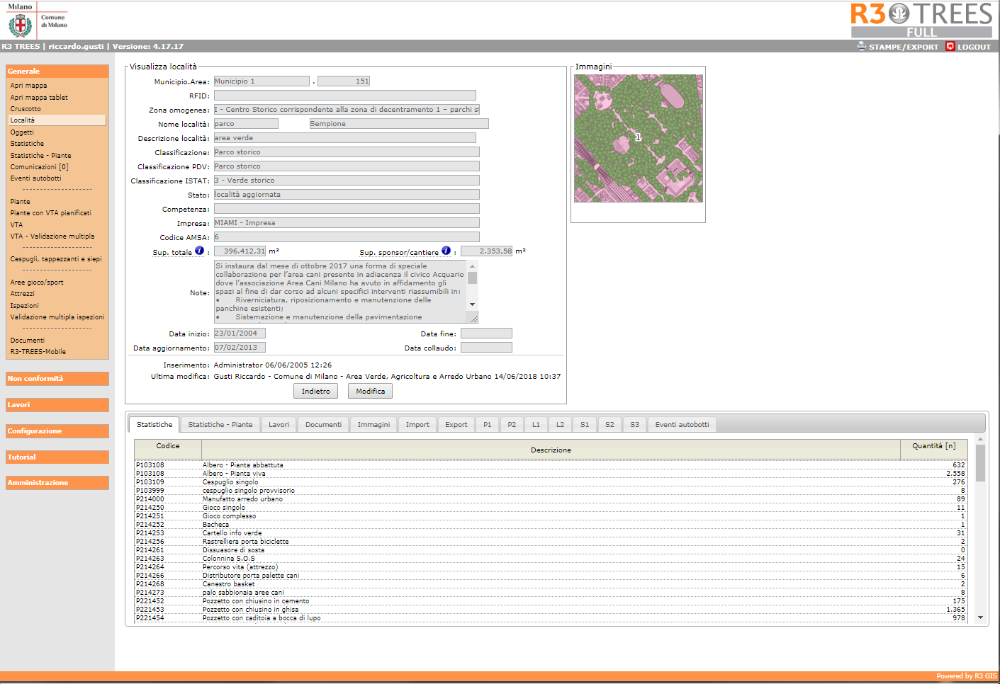 Milano
Comune
di Milano
R3 TREES
FULL
R3 TREES | riccardo.gusti | Versione: 4.17.17
STAMPE/EXPORT LOGOUT
Generale
Apri mappa
Apri mappa tablet
Cruscotto
Località
Oggetti
Statistiche
Statistiche - Piante
Comunicazioni [0]
Eventi autobotti
Piante
Piante con VTA pianificati
VTA
VTA - Validazione multipla
Cespugli, tappezzanti e siepi
Aree gioco/sport
Attrezzi
Ispezioni
Validazione multipla ispezioni
Documenti
R3-TREES-Mobile
Non conformità
Lavori
Configurazione
Tutorial
Amministrazione
Visualizza località
Municipio.Area: Municipio 1 . 151
RFID:
Zona omogenea: I - Centro Storico corrispondente alla zona di decentramento 1 – parchi
Nome località: parco Sempione
Descrizione località: area verde
Classificazione: Parco storico
Classificazione PDV: Parco storico
Classificazione ISTAT: 3 - Verde storico
Stato: località aggiornata
Competenza:
Impresa: MIAMI - Impresa
Codice AMSA: 6
Sup. totale : 396.412,31 m² Sup. sponsor/cantiere : 2.353,58 m²
Note:
Si instaura dal mese di ottobre 2017 una forma di speciale
collaborazione per l'area cani presente in adiacenza il civico Acquario
dove l'associazione Area Cani Milano ha avuto in affidamento gli
spazi al fine di dar corso ad alcuni specifici interventi riassumibili in:
• Riverniciatura, riposizionamento e manutenzione delle
panchine esistenti;
• Sistemazione e manutenzione della pavimentazione
Data inizio: 23/01/2004 Data fine:
Data aggiornamento: 07/02/2013 Data collaudo:
Inserimento: Administrator 06/06/2005 12:26
Ultima modifica: Gusti Riccardo - Comune di Milano - Area Verde, Agricoltura e Arredo Urbano 14/06/2018 10:37
Indietro Modifica
Immagini
1
Statistiche Statistiche - Piante Lavori Documenti Immagini Import Export P1 P2 L1 L2 S1 S2 S3 Eventi autobotti
Codice Descrizione Quantità [n]
P103108 Albero - Pianta abbattuta 632
P103108 Albero - Pianta viva 2.558
P103109 Cespuglio singolo 276
P103999 cespuglio singolo provvisorio 8
P214000 Manufatto arredo urbano 89
P214250 Gioco singolo 11
P214251 Gioco complesso 1
P214252 Bacheca 1
P214253 Cartello info verde 31
P214256 Rastrelliera porta biciclette 2
P214261 Dissuasore di sosta 0
P214263 Colonnina S.O.S 24
P214264 Percorso vita (attrezzo) 15
P214266 Distributore porta palette cani 6
P214268 Canestro basket 2
P214273 palo sabbionaia aree cani 8
P221452 Pozzetto con chiusino in cemento 175
P221453 Pozzetto con chiusino in ghisa 1.365
P221454 Pozzetto con caditoia a bocca di lupo 978
Powered by R3 GIS